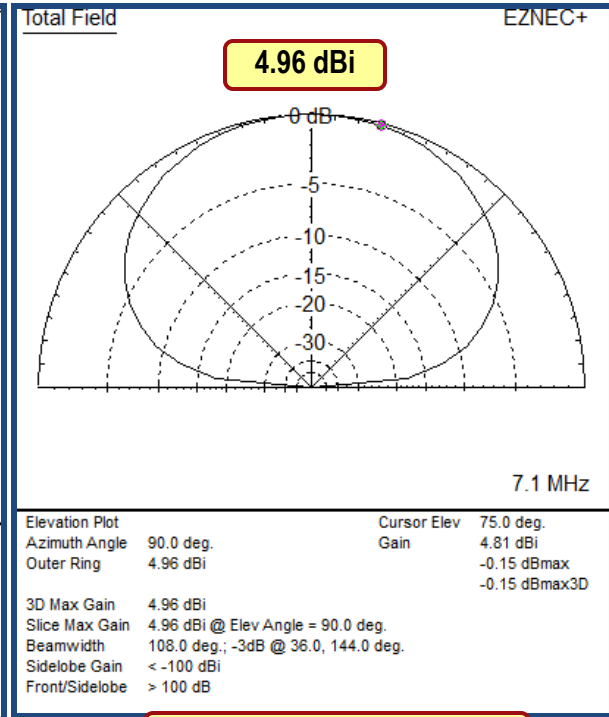 Total Field
EZNEC+
4.96 dBi
0 dB
-5
-10
-15
-20
-30
7.1 MHz
Elevation Plot
Cursor Elev 75.0 deg.
Azimuth Angle 90.0 deg.
Gain 4.81 dBi
Outer Ring 4.96 dBi
-0.15 dBmax
-0.15 dBmax3D
3D Max Gain 4.96 dBi
Slice Max Gain 4.96 dBi @ Elev Angle = 90.0 deg.
Beamwidth 108.0 deg.; -3dB @ 36.0, 144.0 deg.
Sidelobe Gain < -100 dBi
Front/Sidelobe > 100 dB